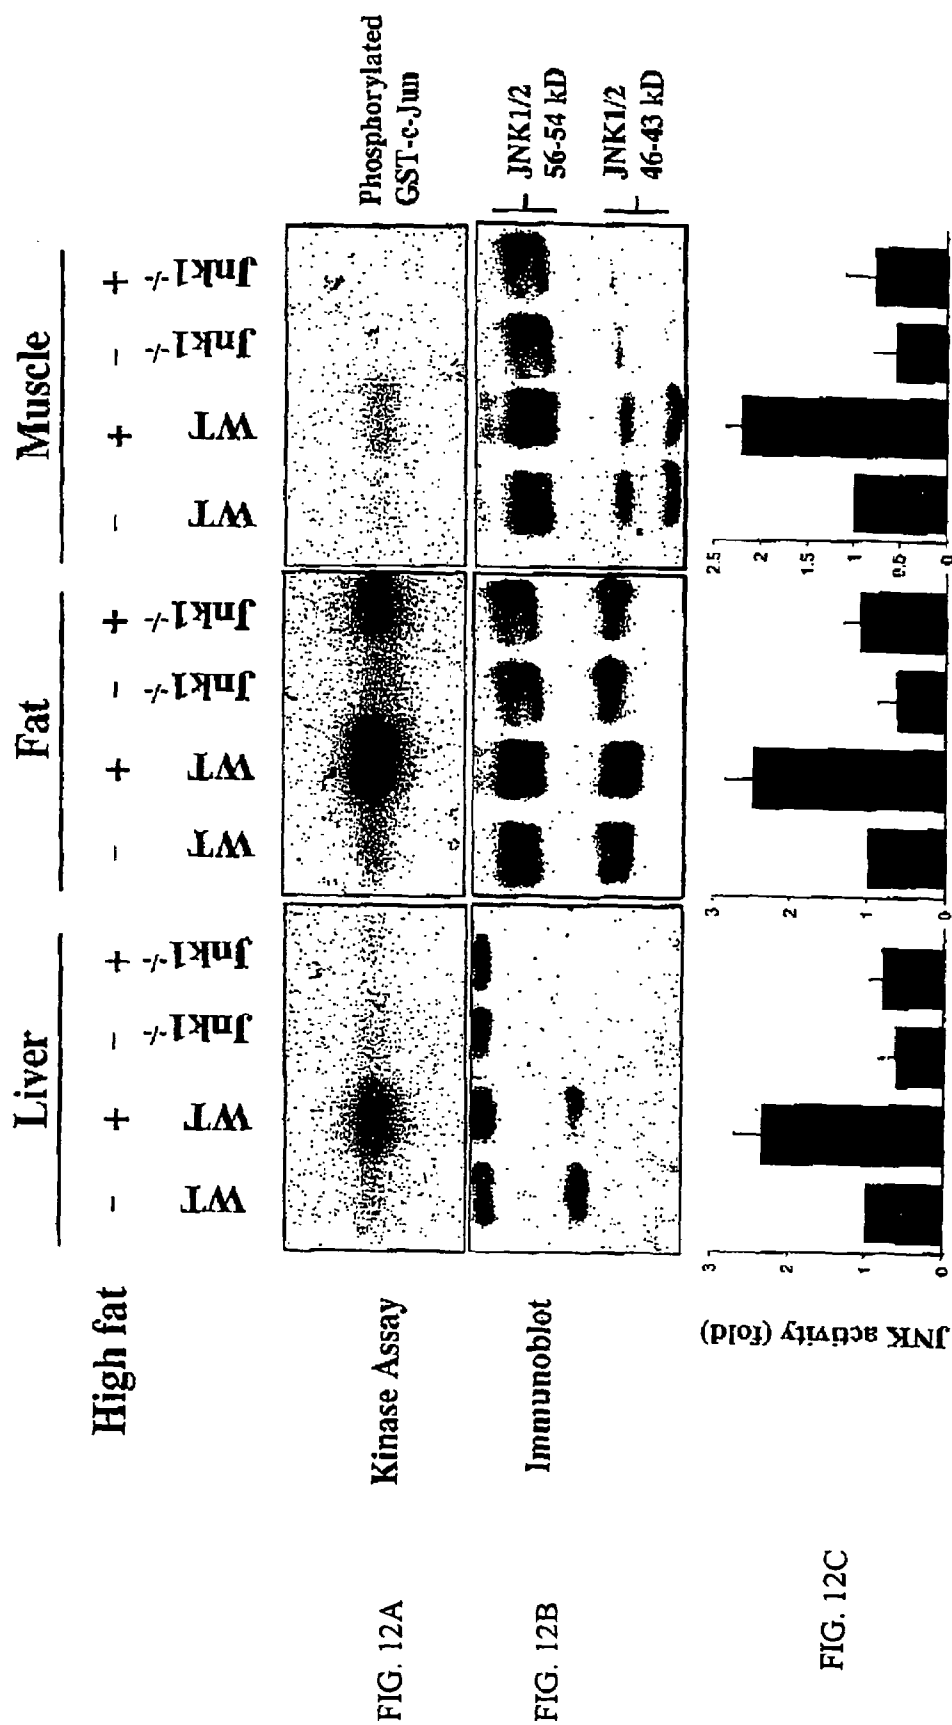 Liver Fat Muscle
High fat - + - + - + - + - + - +
WT WT Jnk1-/- Jnk1-/- WT WT Jnk1-/- Jnk1-/- WT WT Jnk1-/- Jnk1-/-
FIG. 12A
Kinase Assay
Phosphorylated
GST-c-Jun
FIG. 12B
Immunoblot
JNK1/2
56-54 kD
JNK1/2
46-43 kD
FIG. 12C
JNK activity (fold)
3
2
1
0
3
2
1
0
2.5
2
1.5
1
0.5
0